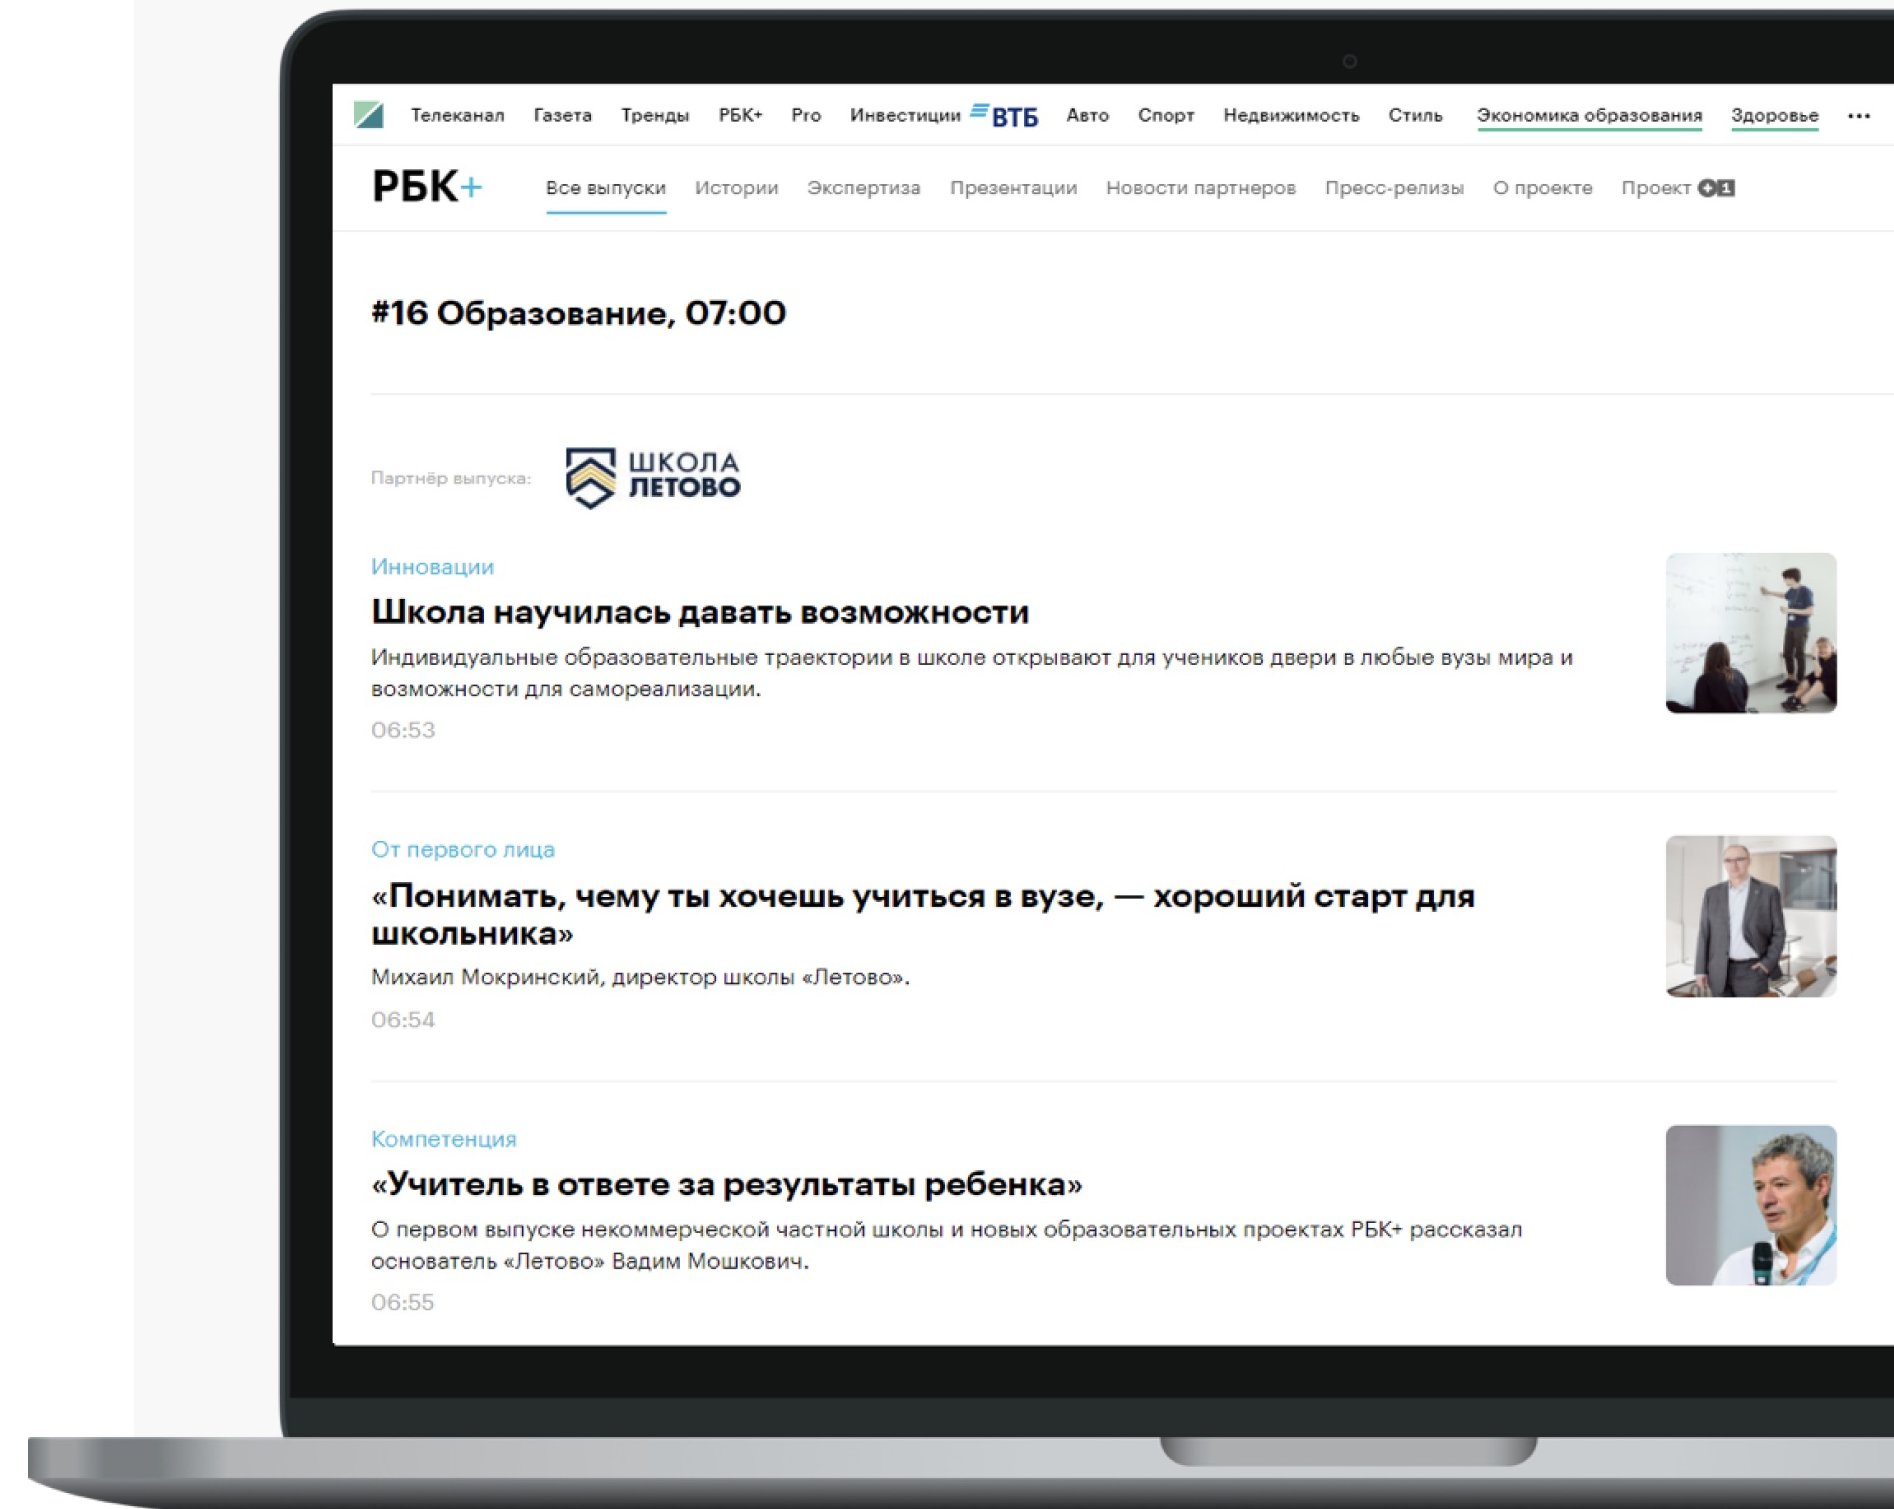 Телеканал Газета Тренды РБК+ Pro Инвестиции ВТБ Авто Спорт Недвижимость Стиль Экономика образования Здоровье ...
РБК+ Все выпуски Истории Экспертиза Презентации Новости партнеров Пресс-релизы О проекте Проект +1
#16 Образование, 07:00
Партнёр выпуска:
ШКОЛА
ЛЕТОВО
Инновации
Школа научилась давать возможности
Индивидуальные образовательные траектории в школе открывают для учеников двери в любые вузы мира и
возможности для самореализации.
06:53
От первого лица
«Понимать, чему ты хочешь учиться в вузе, — хороший старт для
школьника»
Михаил Мокринский, директор школы «Летово».
06:54
Компетенция
«Учитель в ответе за результаты ребенка»
О первом выпуске некоммерческой частной школы и новых образовательных проектах РБК+ рассказал
основатель «Летово» Вадим Мошкович.
06:55